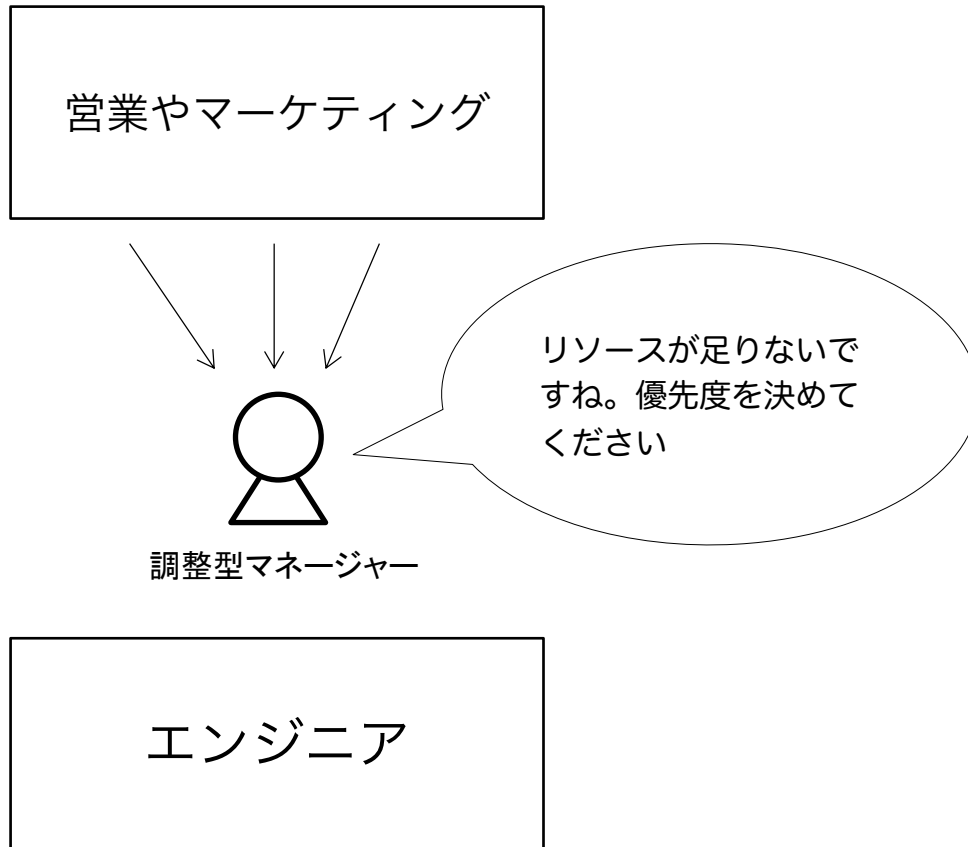 営業やマーケティング
リソースが足りないで
すね。優先度を決めて
ください
調整型マネージャー
エンジニア